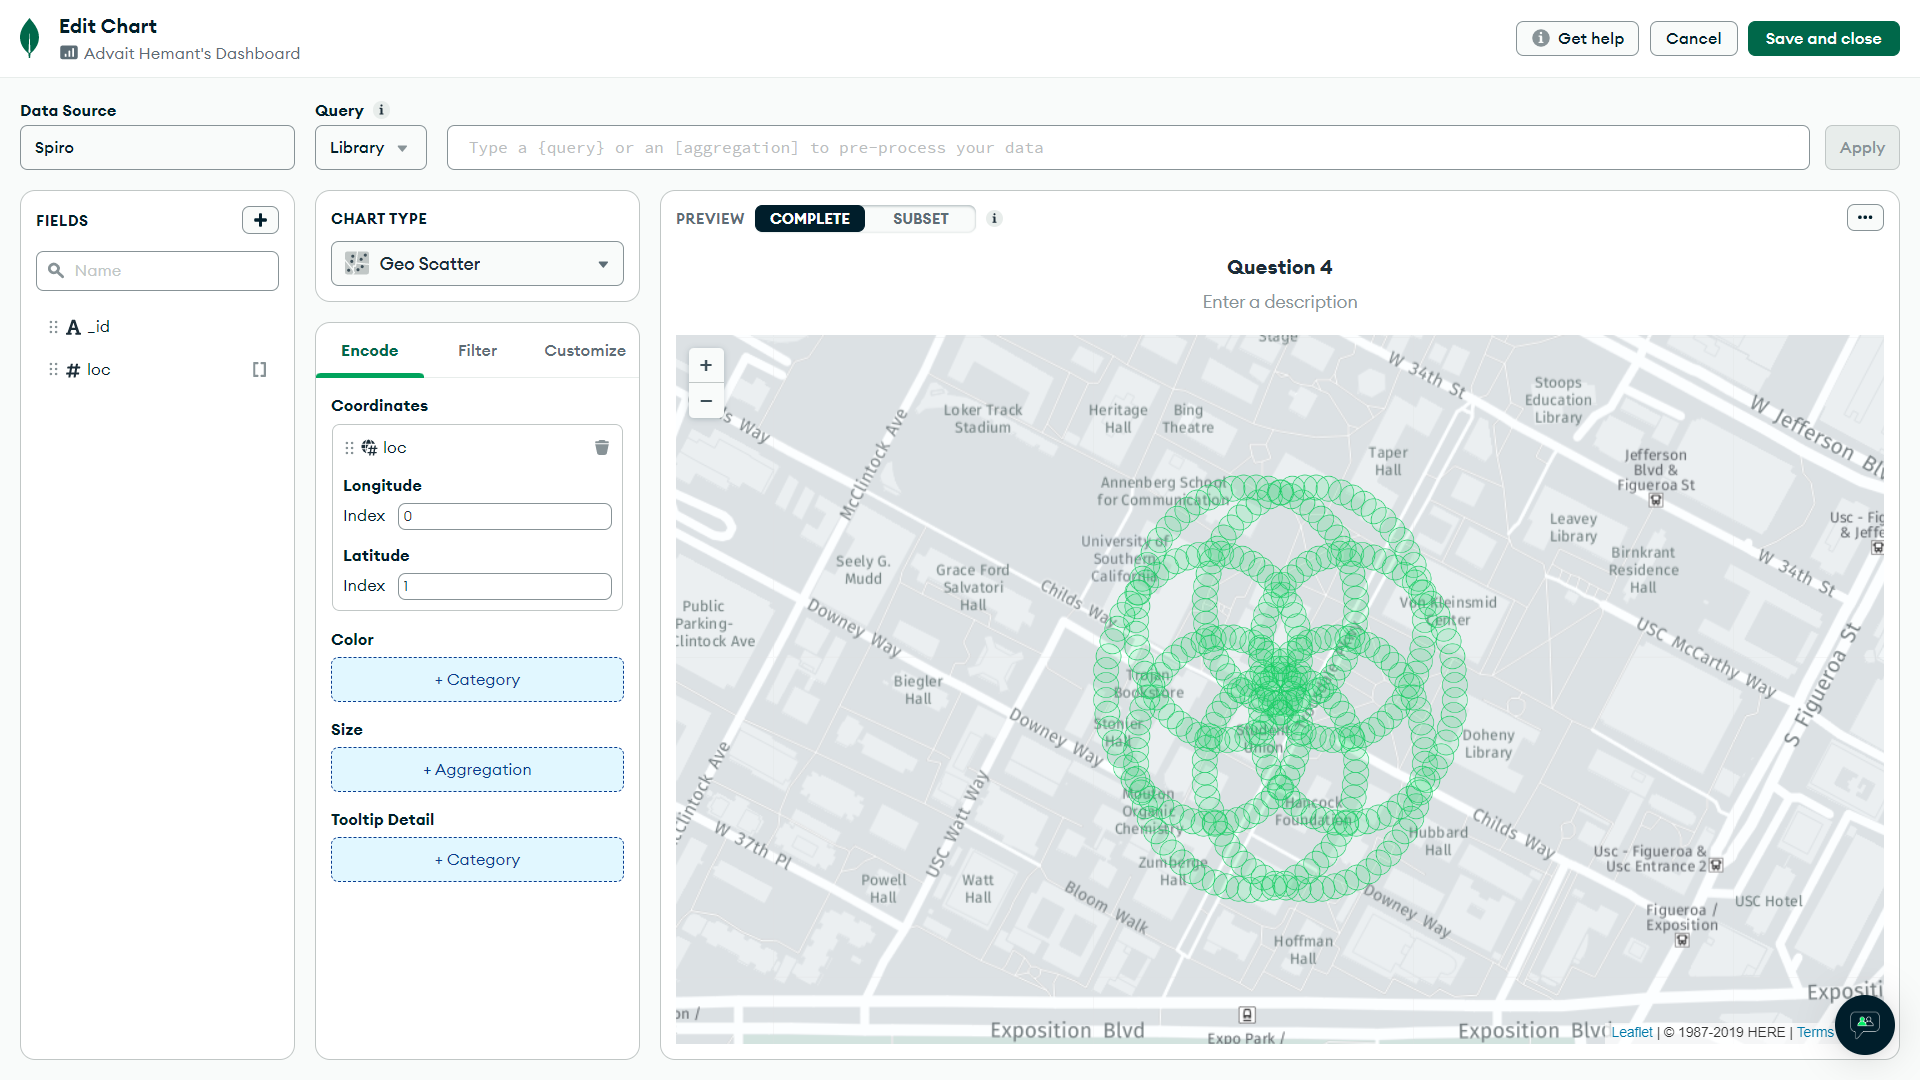 Edit Chart
Advait Hemant's Dashboard
Get help
Cancel
Save and close
Data Source
Query
Spiro
Library
Type a {query} or an [aggregation] to pre-process your data
Apply
FIELDS
Name
_id
loc
CHART TYPE
Geo Scatter
Encode
Filter
Customize
Coordinates
loc
Longitude
Index
0
Latitude
Index
1
Color
+ Category
Size
+ Aggregation
Tooltip Detail
+ Category
PREVIEW
COMPLETE
SUBSET
Question 4
Enter a description
Stage
W 34th St
Stoops
Education
Library
W Jefferson Bl
Loker Track
Stadium
Heritage
Hall
Bing
Theatre
McClintock Ave
Taper
Hall
Jefferson
Blvd &
Figueroa St
Annenberg School
for Communication
Leavey
Library
Usc - Fig
& Jeffe
University of
Southern
California
Seely G.
Mudd
Grace Ford
Salvatori
Hall
Childs Way
Birnkrant
Residence
Hall
W 34th St
Public
Parking-
Clintock Ave
Downey Way
Von Kleinsmid
Center
USC McCarthy Way
S Figueroa St
Biegler
Hall
Trojan
Bookstore
Downey Way
Stonier
Hall
Student
Union
Doheny
Library
McClintock Ave
USC Watt Way
Mouton
Organic
Chemistry
Hancock
Foundation
Childs Way
W 37th Pl
Hubbard
Hall
Usc - Figueroa &
Usc Entrance 2
Zumberge
Hall
Powell
Hall
Watt
Hall
Bloom Walk
Downey Way
USC Hotel
Figueroa /
Exposition
Hoffman
Hall
Expositi
on /
Exposition Blvd
Expo Park /
Exposition Blvd
Leaflet | © 1987-2019 HERE | Terms